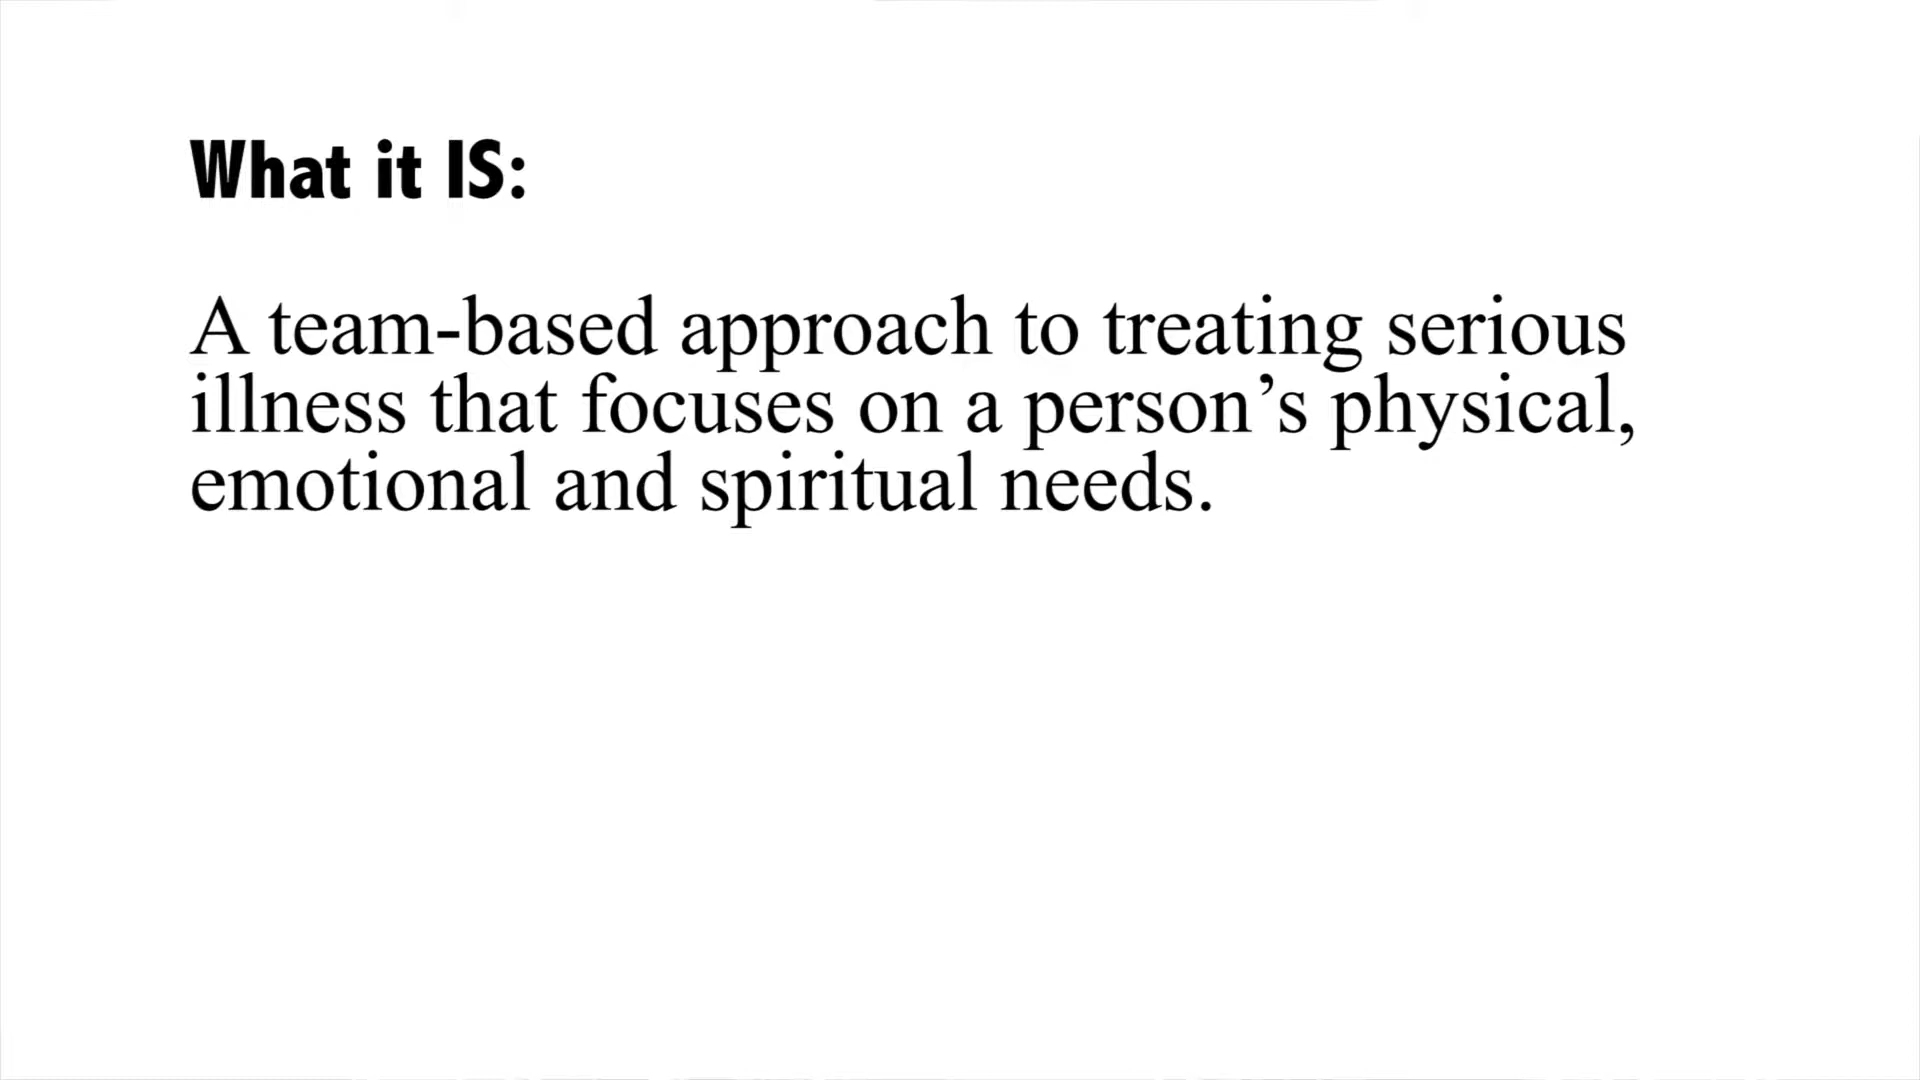 What it IS:
A team-based approach to treating serious
illness that focuses on a person’s physical,
emotional and spiritual needs.